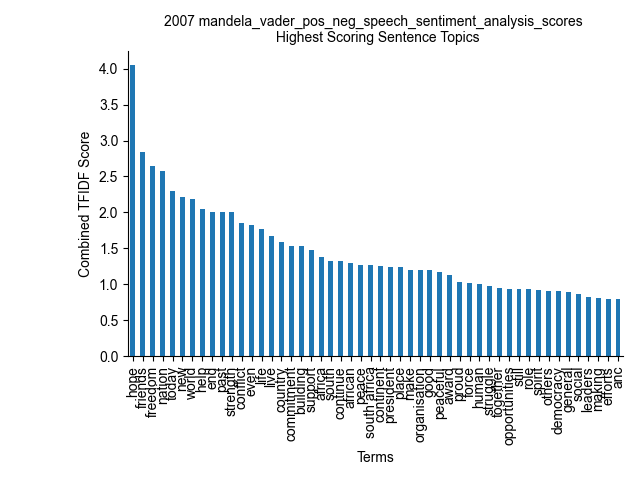 2007 mandela_vader_pos_neg_speech_sentiment_analysis_scores
Highest Scoring Sentence Topics
Combined TFIDF Score
4.0
3.5
3.0
2.5
2.0
1.5
1.0
0.5
0.0
hope
friends
freedom
nation
today
new
world
help
end
past
strength
conflict
even
life
live
country
commitment
building
support
africa
south
continue
african
peace
south africa
continent
president
place
make
organisation
good
peaceful
award
proud
force
human
struggle
together
opportunities
still
role
spirit
others
democracy
general
social
leaders
making
efforts
anc
Terms